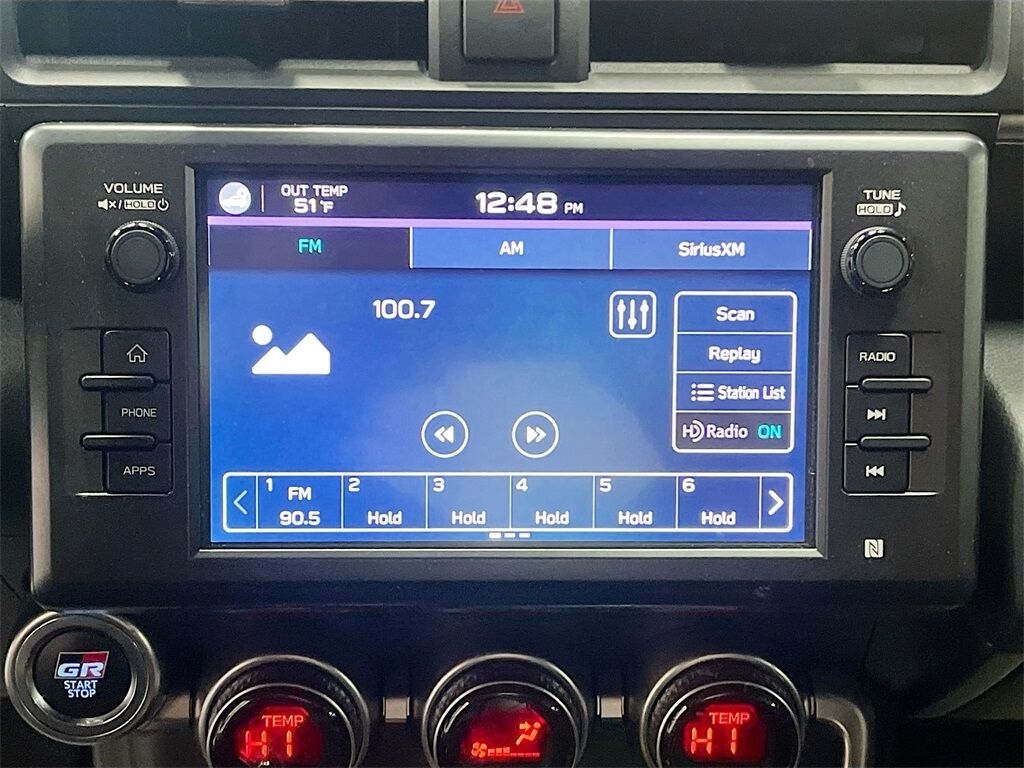 VOLUME
/HOLD
OUT TEMP
51°F
12:48 PM
TUNE
HOLD
FM
AM
SiriusXM
100.7
Scan
Replay
Station List
HD Radio ON
PHONE
APPS
RADIO
1 FM 90.5
2 Hold
3 Hold
4 Hold
5 Hold
6 Hold
N
GR
START
STOP
TEMP
HI
TEMP
HI